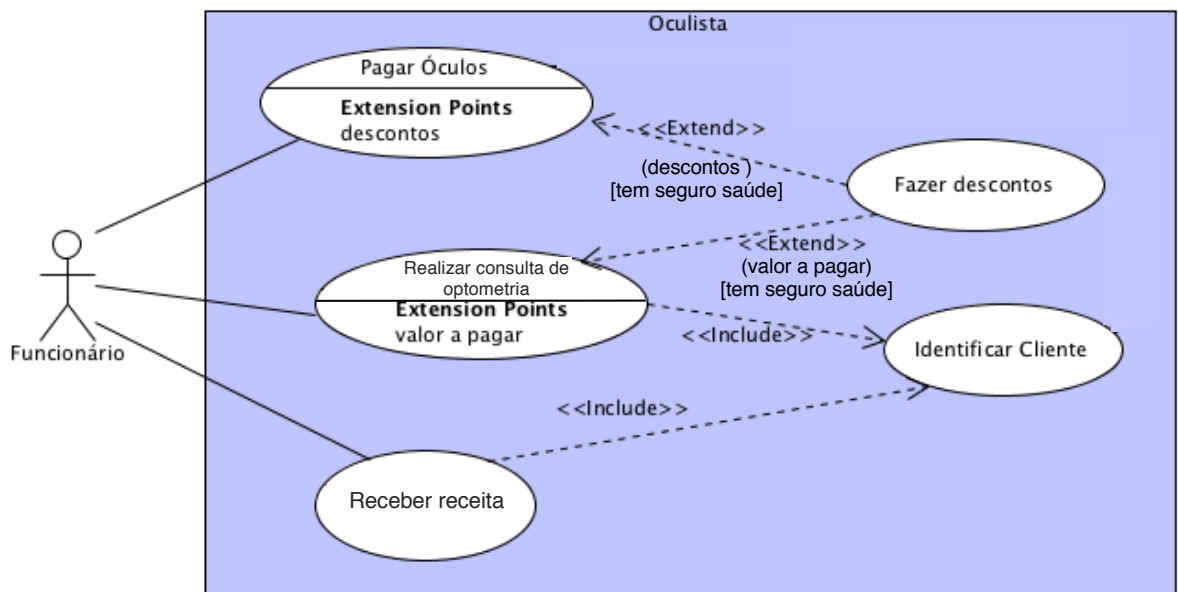 Oculista
Pagar Óculos
Extension Points
descontos
<<Extend>>
(descontos )
[tem seguro saúde]
Fazer descontos
<<Extend>>
(valor a pagar)
[tem seguro saúde]
Realizar consulta de
optometria
Extension Points
valor a pagar
<<Include>>
Identificar Cliente
Funcionário
<<Include>>
Receber receita